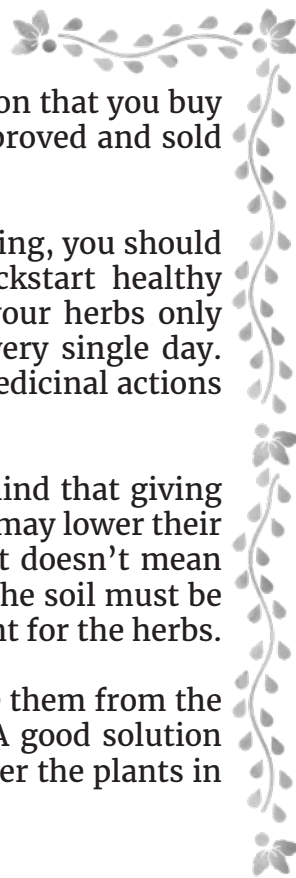 on that you buy
proved and sold
ing, you should
ckstart healthy
your herbs only
very single day.
edicinal actions
ind that giving
may lower their
t doesn't mean
he soil must be
nt for the herbs.
them from the
A good solution
er the plants in